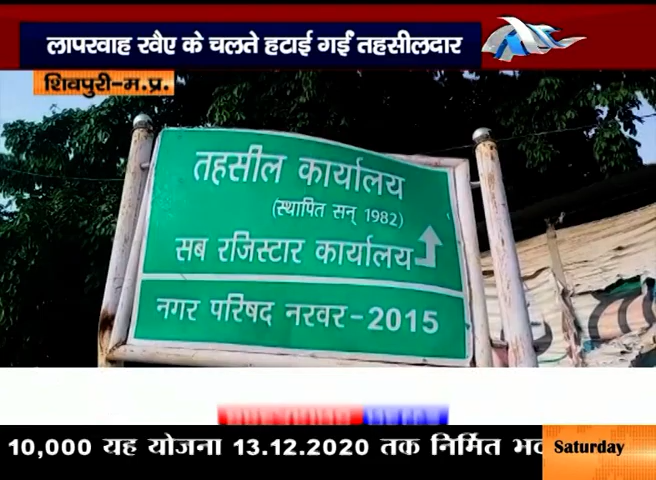 लापरवाह रवैए के चलते हटाई गईं तहसीलदार
शिवपुरी-म.प्र.
तहसील कार्यालय
(स्थापित सन् 1982)
सब रजिस्टार कार्यालय
नगर परिषद नरवर-2015
10,000 यह योजना 13.12.2020 तक निर्मित
Saturday